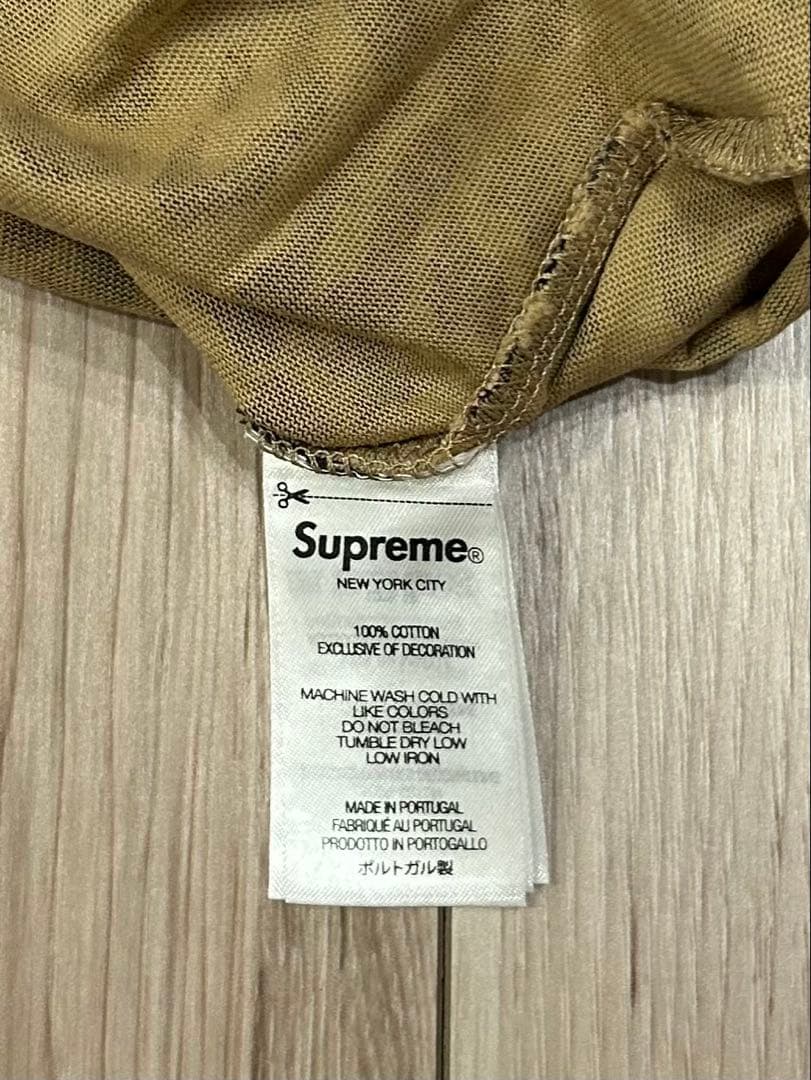 Supreme®
NEW YORK CITY
100% COTTON
EXCLUSIVE OF DECORATION
MACHINE WASH COLD WITH
LIKE COLORS
DO NOT BLEACH
TUMBLE DRY LOW
LOW IRON
MADE IN PORTUGAL
FABRIQUÉ AU PORTUGAL
PRODOTTO IN PORTOGALLO
ポルトガル製